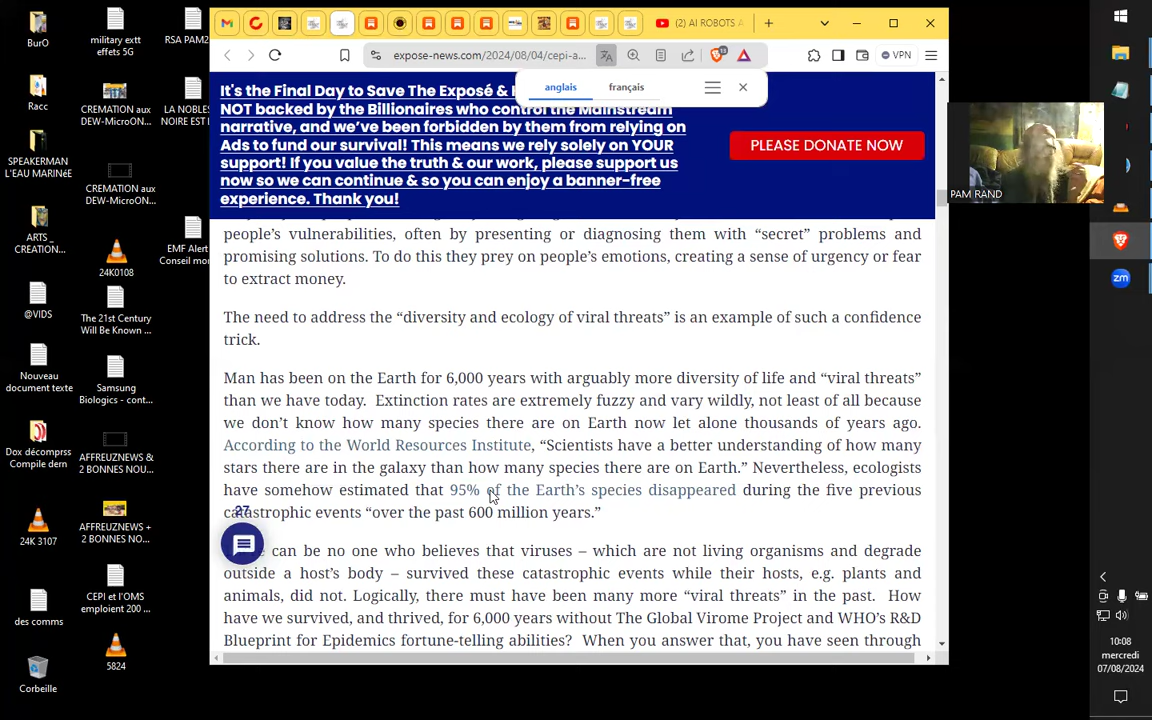 BurO
military extt
effets 5G
RSA PAM2
Racc
CREMATION aux
DEW-MicroON...
LA NOBLES
NOIRE EST I
SPEAKERMAN
L'EAU MARINéE
CREMATION aux
DEW-MicrON...
ARTS _
CREATION...
24K0108
EMF Alert
Conseil mor
@VIDS
The 21st Century
Will Be Known ...
Nouveau
document texte
Samsung
Biologics - cont...
Dox décomprss
Compile dern
AFFREUZNEWS &
2 BONNES NOU...
24K 3107
AFFREUZNEWS +
2 BONNES NOU...
des comms
CEPI et l'OMS
emploient 200 ...
5824
Corbeille
(2) AI ROBOTS A
expose-news.com/2024/08/04/cepi-a...
VPN
anglais
français
It's the Final Day to Save The Exposé &
NOT backed by the Billionaires who control the Mainstream
narrative, and we've been forbidden by them from relying on
Ads to fund our survival! This means we rely solely on YOUR
support! If you value the truth & our work, please support us
now so we can continue & so you can enjoy a banner-free
experience. Thank you!
PLEASE DONATE NOW
people's vulnerabilities, often by presenting or diagnosing them with “secret” problems and
promising solutions. To do this they prey on people's emotions, creating a sense of urgency or fear
to extract money.
The need to address the “diversity and ecology of viral threats” is an example of such a confidence
trick.
Man has been on the Earth for 6,000 years with arguably more diversity of life and “viral threats”
than we have today. Extinction rates are extremely fuzzy and vary wildly, not least of all because
we don't know how many species there are on Earth now let alone thousands of years ago.
According to the World Resources Institute, “Scientists have a better understanding of how many
stars there are in the galaxy than how many species there are on Earth.” Nevertheless, ecologists
have somehow estimated that 95% of the Earth's species disappeared during the five previous
catastrophic events “over the past 600 million years.”
27
can be no one who believes that viruses – which are not living organisms and degrade
outside a host's body – survived these catastrophic events while their hosts, e.g. plants and
animals, did not. Logically, there must have been many more “viral threats” in the past. How
have we survived, and thrived, for 6,000 years without The Global Virome Project and WHO's R&D
Blueprint for Epidemics fortune-telling abilities? When you answer that, you have seen through
PAM RAND
zm
10:08
mercredi
07/08/2024